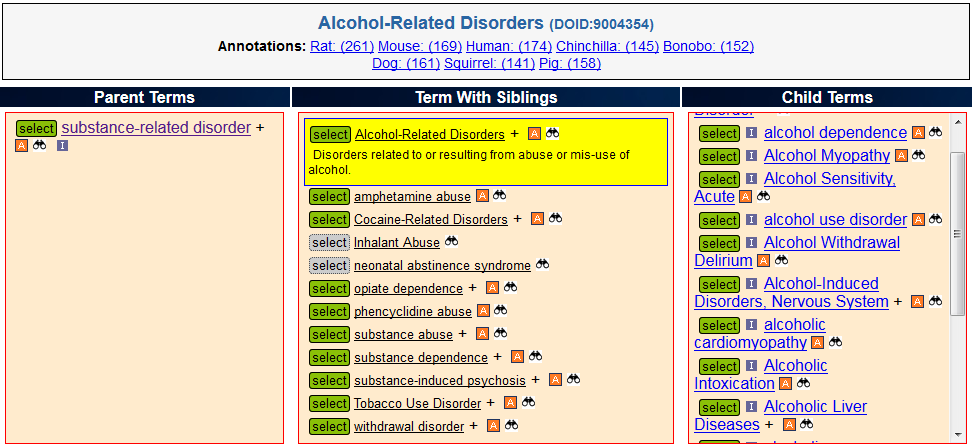 Alcohol-Related Disorders (DOID:9004354)
Annotations: Rat: (261) Mouse: (169) Human: (174) Chinchilla: (145) Bonobo: (152)
Dog: (161) Squirrel: (141) Pig: (158)
Parent Terms
select substance-related disorder +
A I
Term With Siblings
select Alcohol-Related Disorders + A
Disorders related to or resulting from abuse or mis-use of
alcohol.
select amphetamine abuse A
select Cocaine-Related Disorders + A
select Inhalant Abuse
select neonatal abstinence syndrome
select opiate dependence + A
select phencyclidine abuse A
select substance abuse + A
select substance dependence + A
select substance-induced psychosis + A
select Tobacco Use Disorder + A
select withdrawal disorder + A
Child Terms
Disorder
select I alcohol dependence A
select I Alcohol Myopathy A
select I Alcohol Sensitivity,
Acute A
select I alcohol use disorder A
select I Alcohol Withdrawal
Delirium A
select I Alcohol-Induced
Disorders, Nervous System + A
select I alcoholic
cardiomyopathy A
select I Alcoholic
Intoxication A
select I Alcoholic Liver
Diseases + A